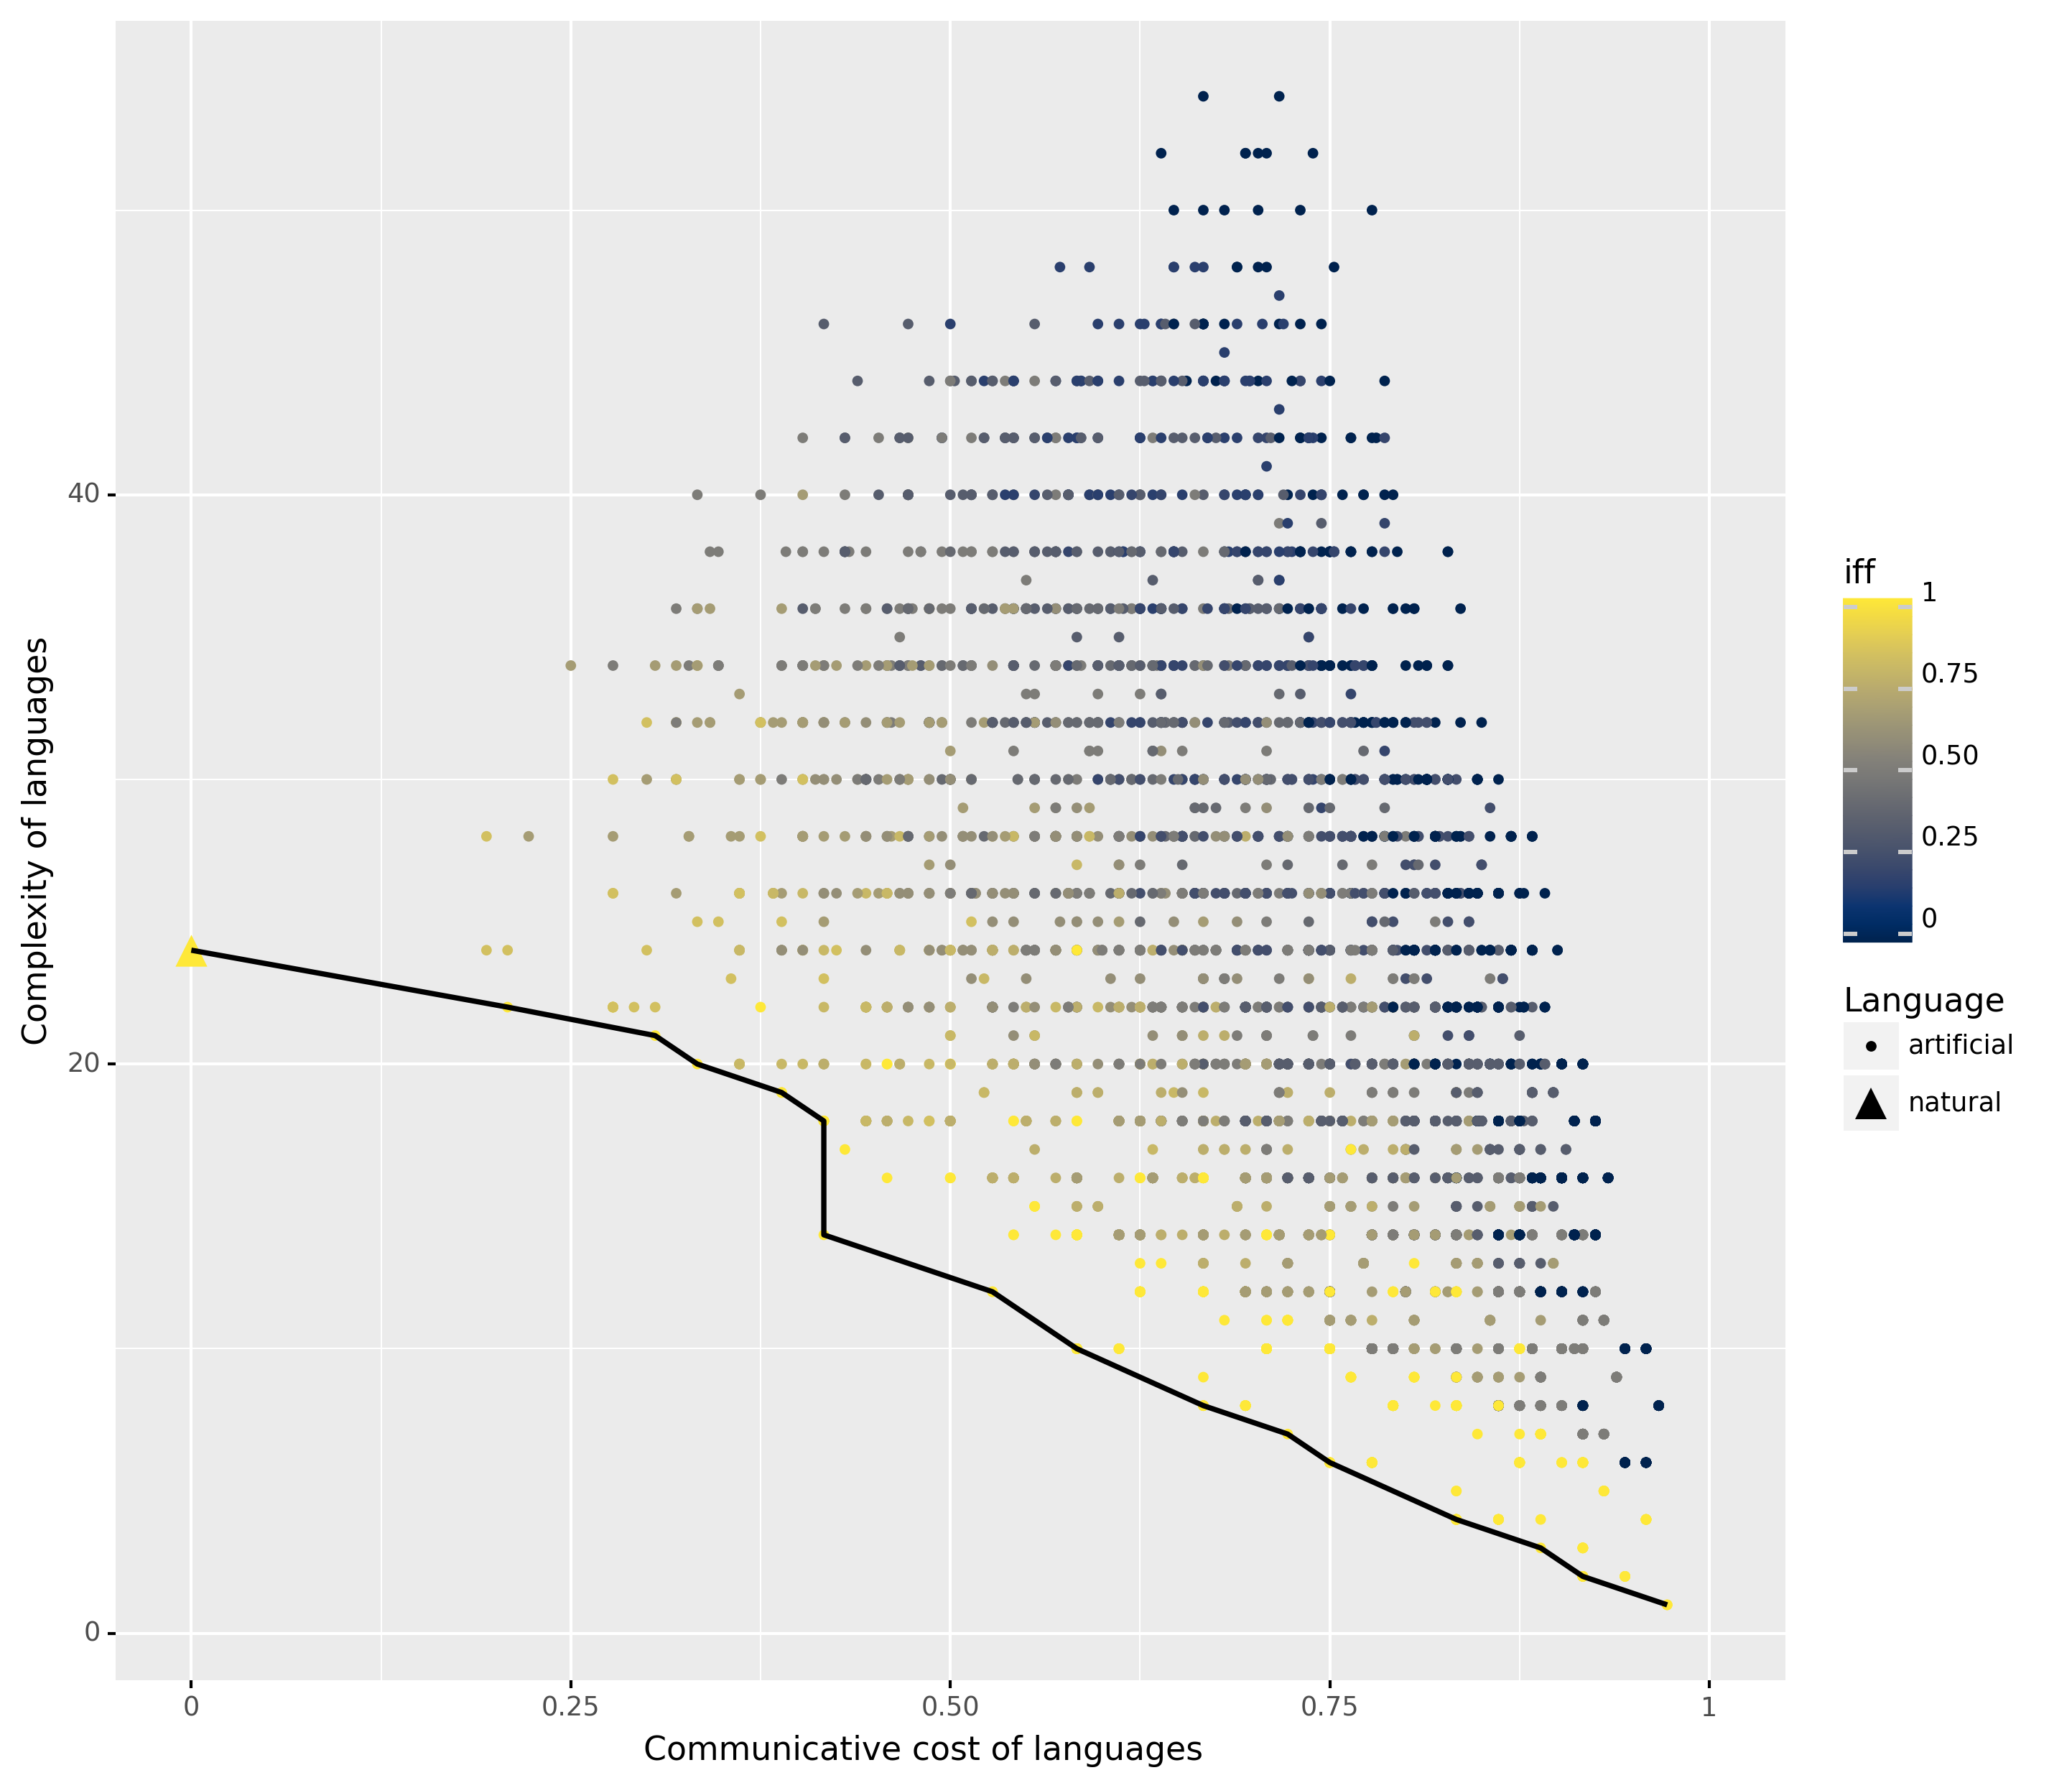 Complexity of languages
40
20
0
0
0.25
0.50
0.75
1
Communicative cost of languages
iff
1
0.75
0.50
0.25
0
Language
artificial
natural